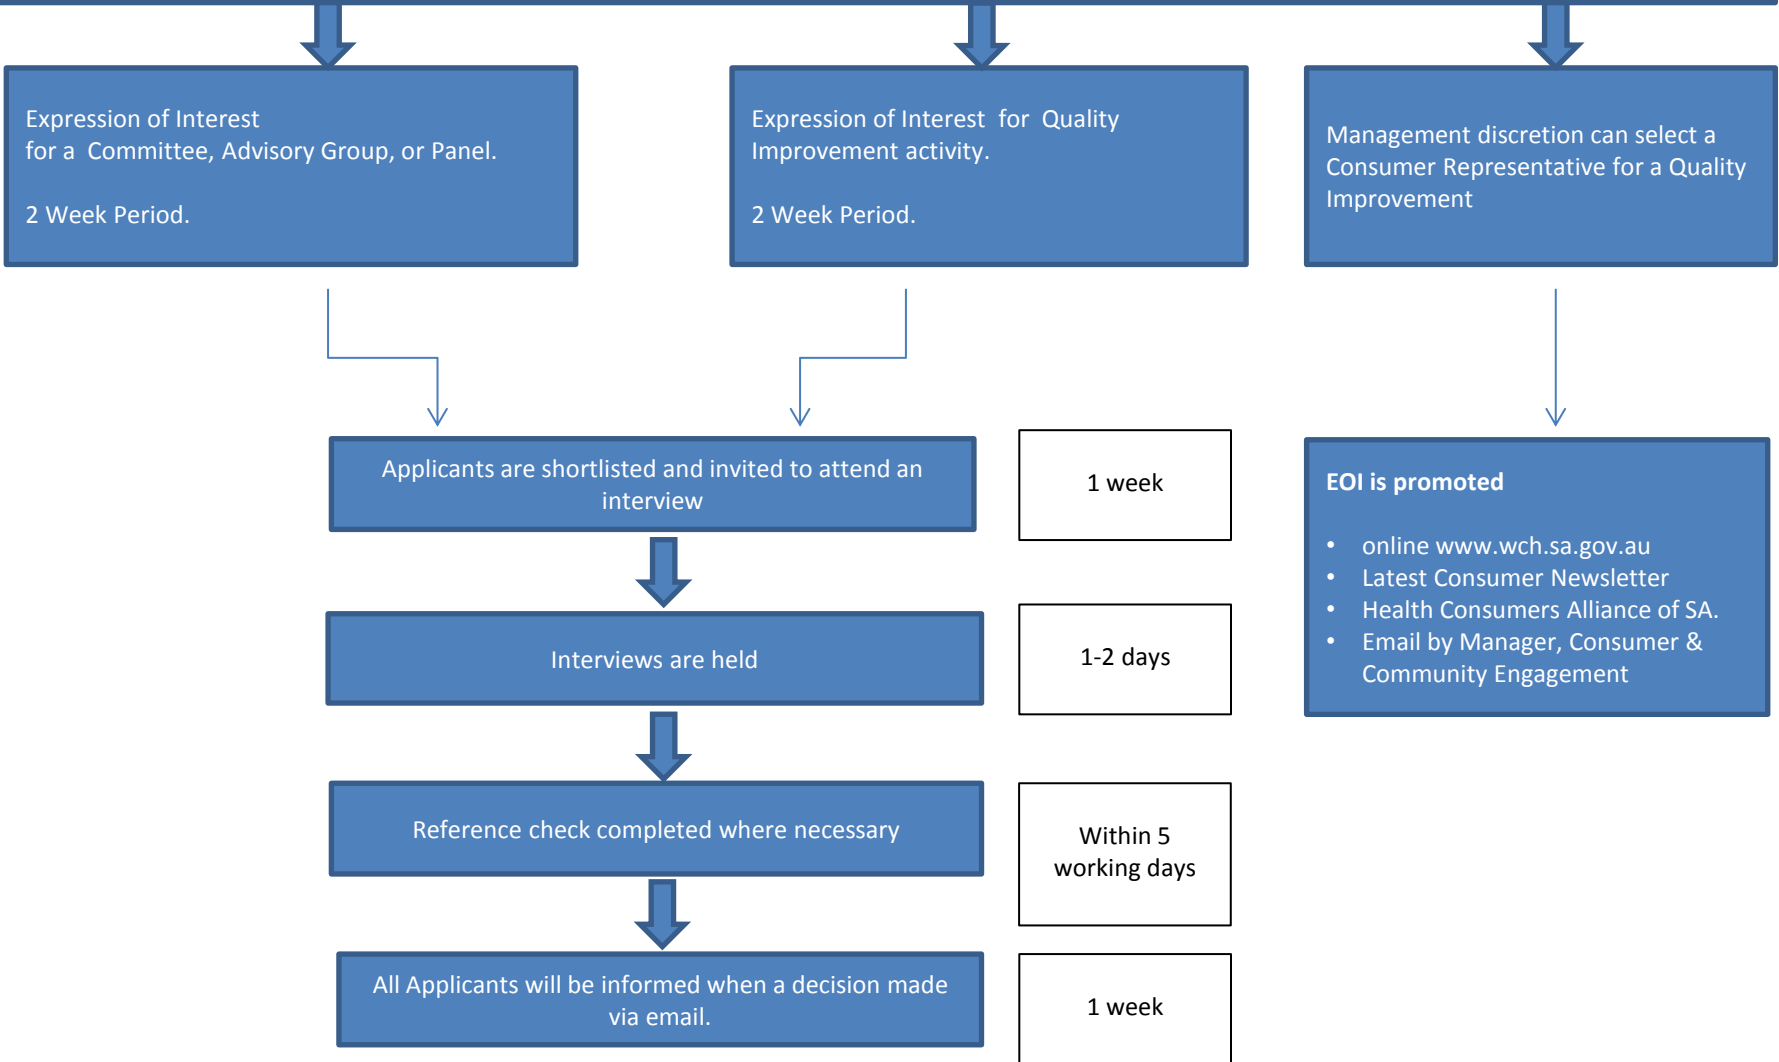 Expression of Interest
for a  Committee, Advisory Group, or Panel.
2 Week Period.
Expression of Interest  for  Quality
Improvement activity.
2 Week Period.
Management discretion can select a
Consumer Representative for a Quality
Improvement
Applicants are shortlisted and invited to attend an
interview
1 week
Interviews are held
1-2 days
Reference check completed where necessary
Within 5
working days
All Applicants will be informed when a decision made
via email.
1 week
EOI is promoted
• online www.wch.sa.gov.au
• Latest Consumer Newsletter
• Health Consumers Alliance of SA.
• Email by Manager, Consumer &
Community Engagement